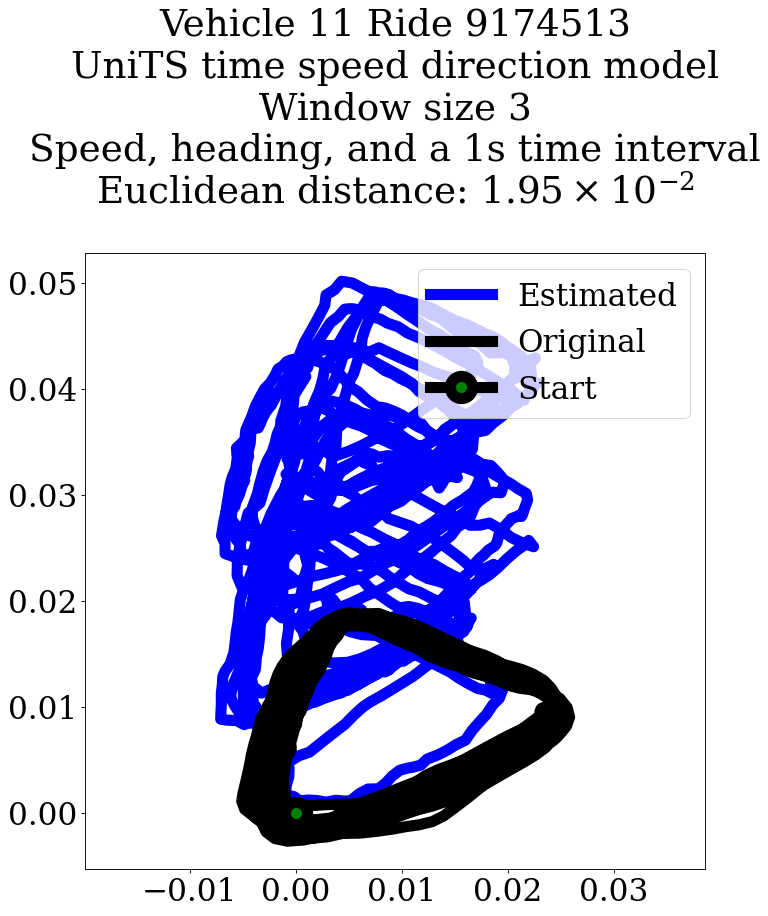 Vehicle 11 Ride 9174513
UniTS time speed direction model
Window size 3
Speed, heading, and a 1s time interval
Euclidean distance: 1.95 × 10⁻²
Estimated
Original
Start
0.05
0.04
0.03
0.02
0.01
0.00
−0.01 0.00 0.01 0.02 0.03